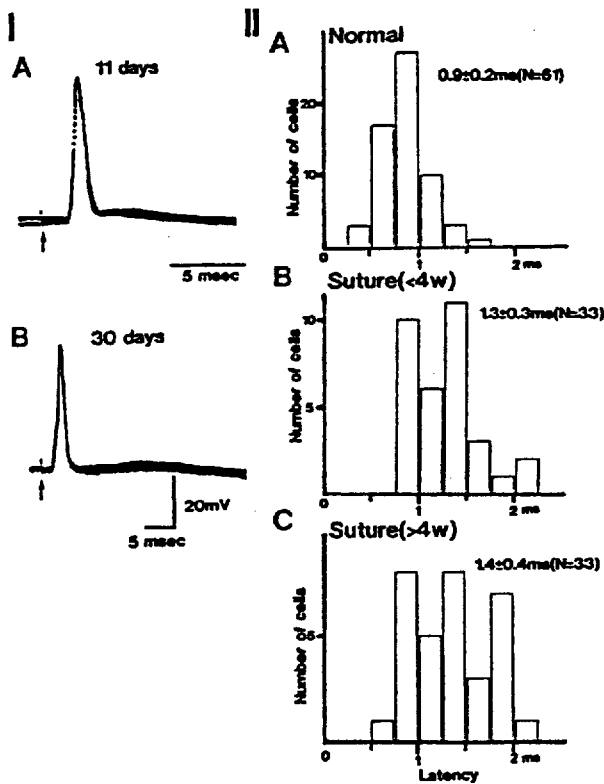 I
A
11 days
5 msec
B
30 days
20mV
5 msec
II
A
Normal
0.9±0.2ms(N=61)
Number of cells
20
10
0
1
2 ms
B
Suture(<4w)
1.3±0.3ms(N=33)
Number of cells
10
5
0
1
2 ms
C
Suture(>4w)
1.4±0.4ms(N=33)
Number of cells
5
0
1
2 ms
Latency